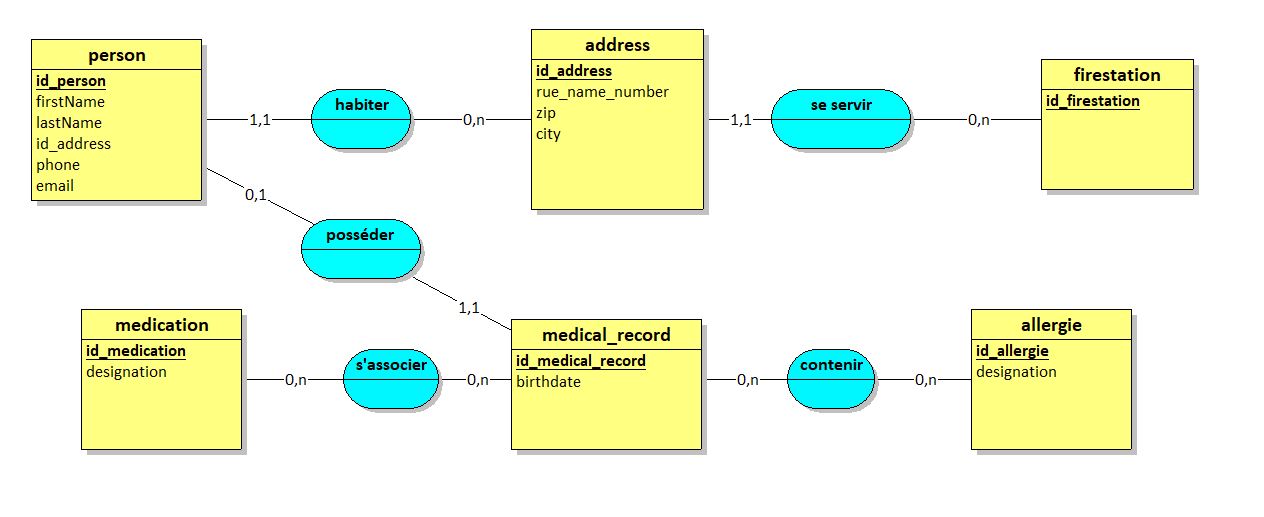 person
id_person
firstName
lastName
id_address
phone
email
1,1
habiter
0,n
address
id_address
rue_name_number
zip
city
1,1
se servir
0,n
firestation
id_firestation
0,1
posséder
1,1
medication
id_medication
designation
0,n
s'associer
0,n
medical_record
id_medical_record
birthdate
0,n
contenir
0,n
allergie
id_allergie
designation